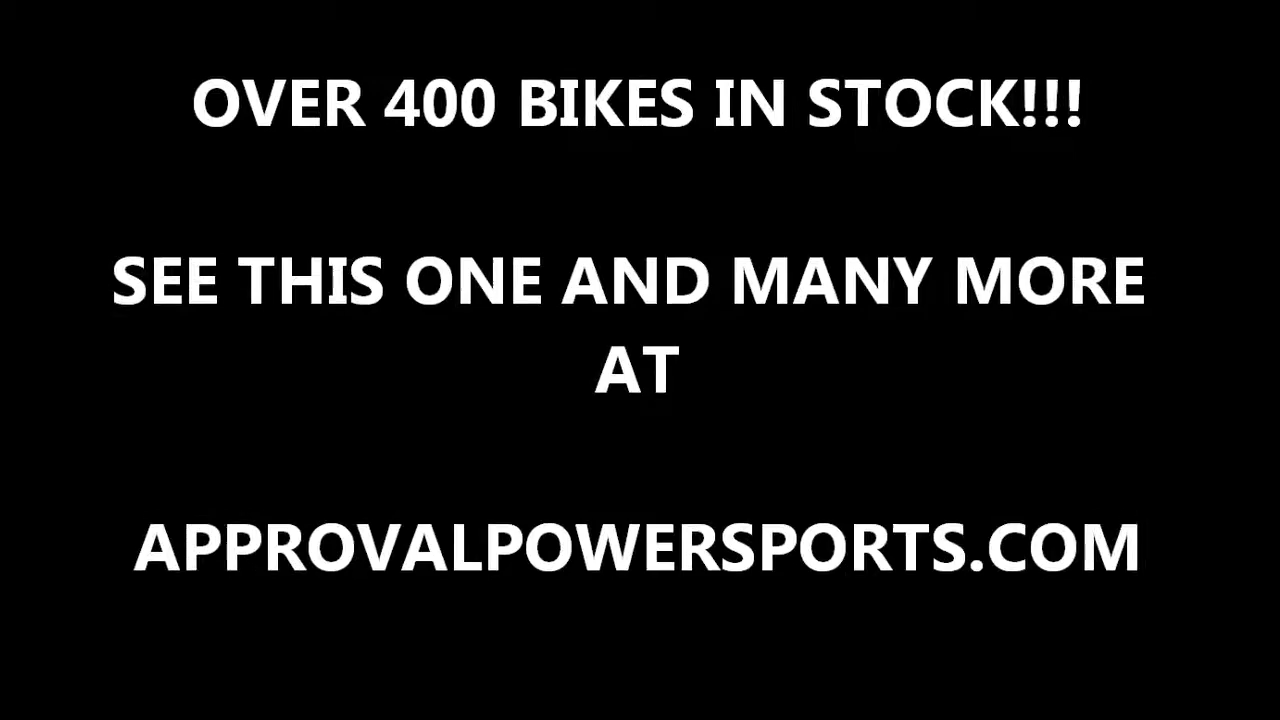 OVER 400 BIKES IN STOCK!!!
SEE THIS ONE AND MANY MORE
AT
APPROVALPOWERSPORTS.COM